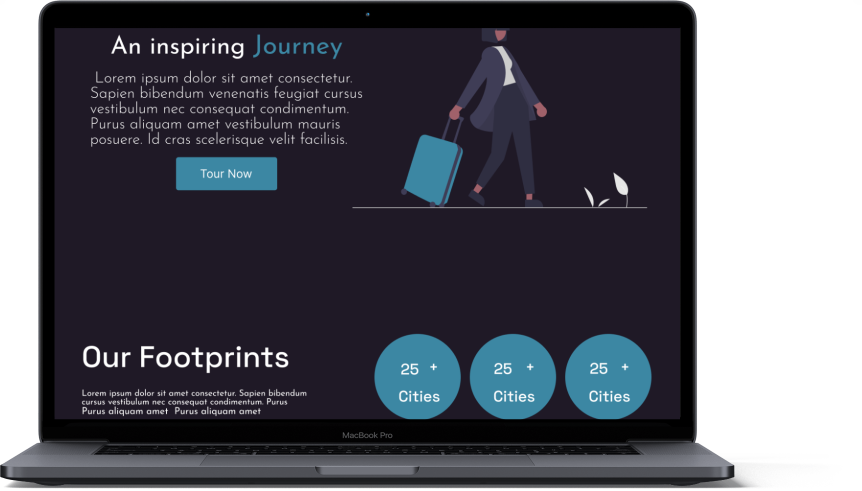 An inspiring Journey
Lorem ipsum dolor sit amet consectetur.
Sapien bibendum venenatis feugiat cursus
vestibulum nec consequat condimentum.
Purus aliquam amet vestibulum mauris
posuere. Id cras scelerisque velit facilisis.
Tour Now
Our Footprints
Lorem ipsum dolor sit amet consectetur. Sapien bibendum
cursus vestibulum nec consequat condimentum. Purus
Purus aliquam amet Purus aliquam amet
25 +
Cities
25 +
Cities
25 +
Cities
MacBook Pro